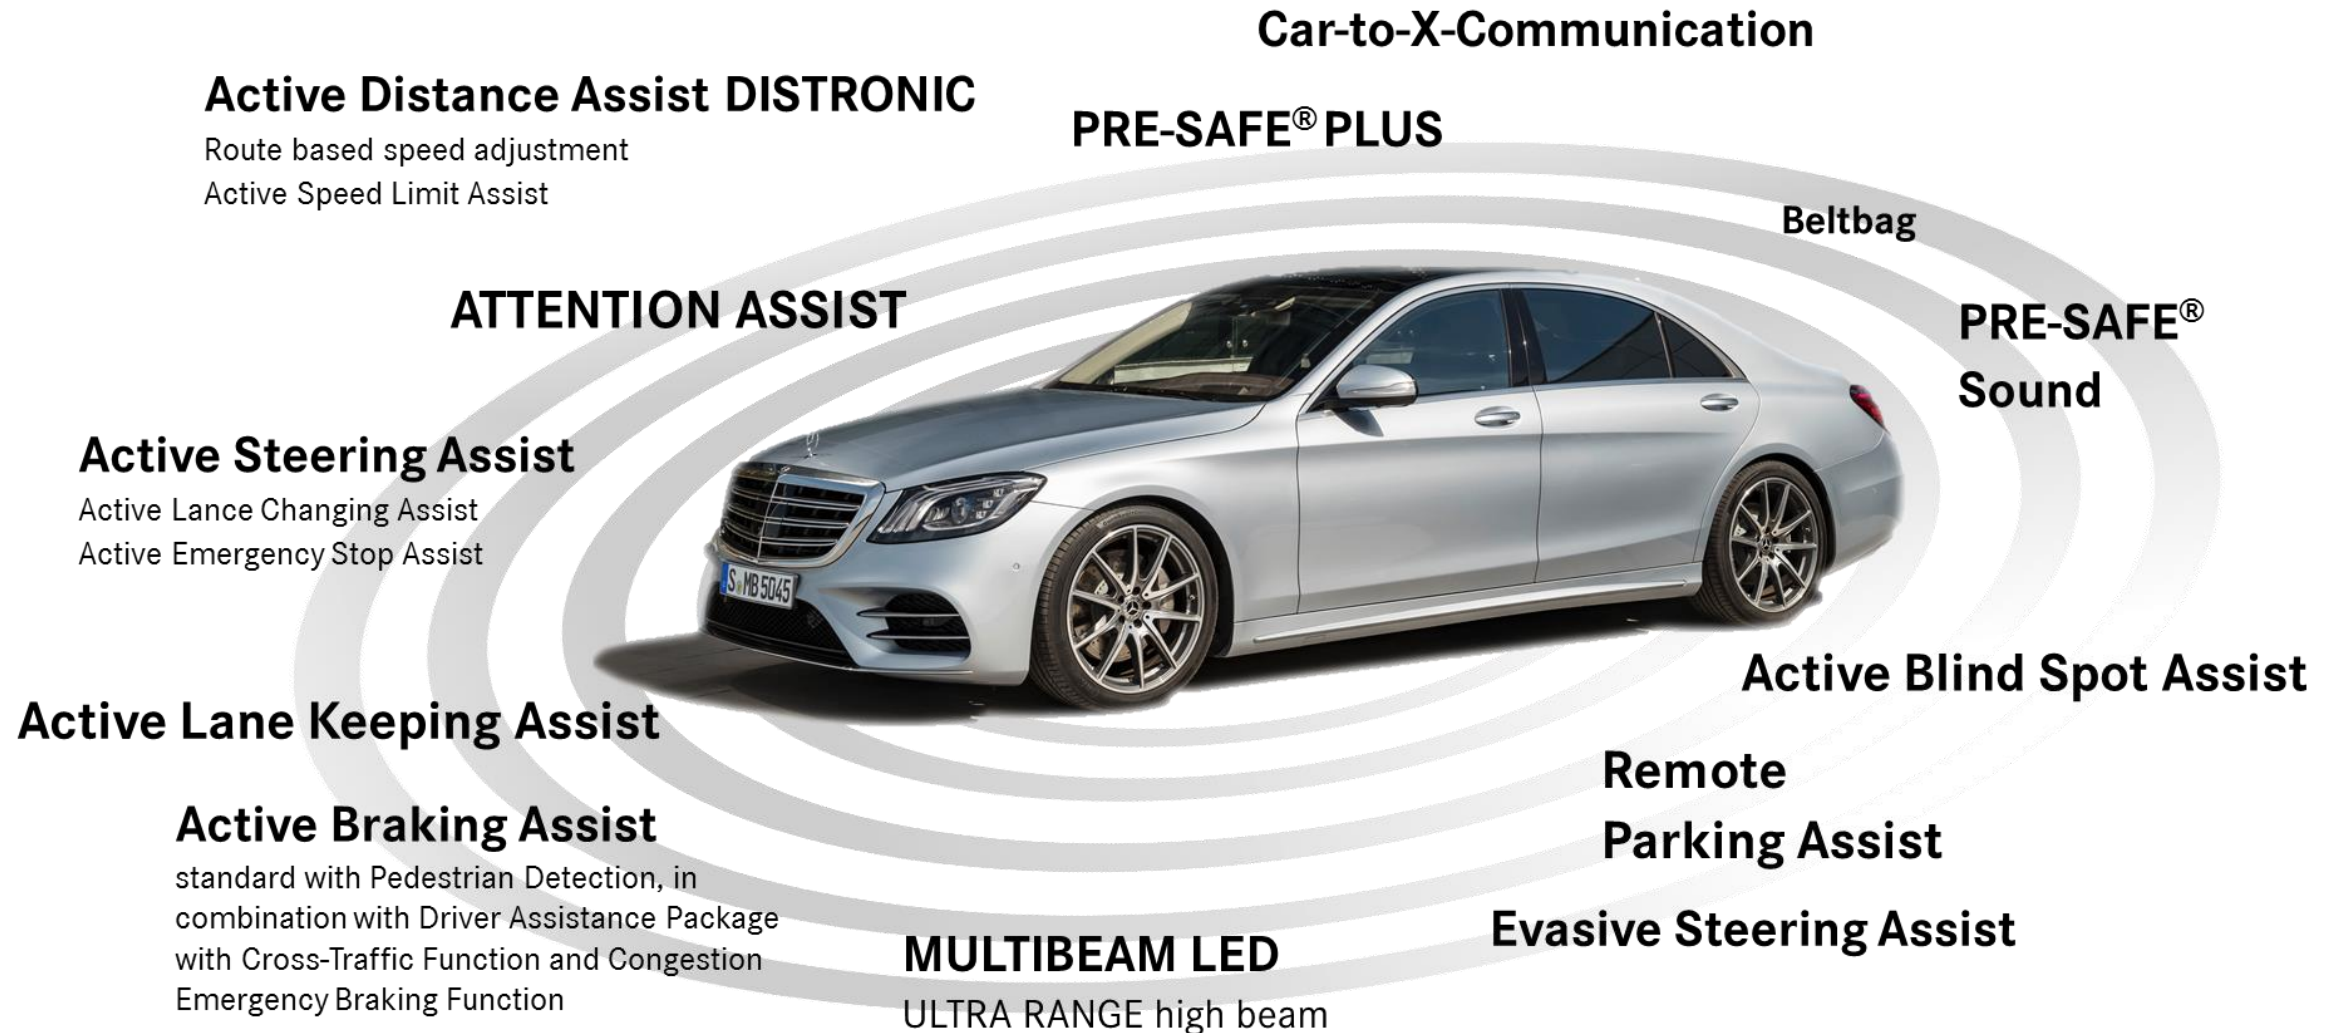 Car-to-X-Communication
Active Distance Assist DISTRONIC
Route based speed adjustment
Active Speed Limit Assist
PRE-SAFE® PLUS
Beltbag
ATTENTION ASSIST
PRE-SAFE®
Sound
Active Steering Assist
Active Lance Changing Assist
Active Emergency Stop Assist
S MB 5045
Active Lane Keeping Assist
Active Braking Assist
standard with Pedestrian Detection, in
combination with Driver Assistance Package
with Cross-Traffic Function and Congestion
Emergency Braking Function
MULTIBEAM LED
ULTRA RANGE high beam
Active Blind Spot Assist
Remote
Parking Assist
Evasive Steering Assist